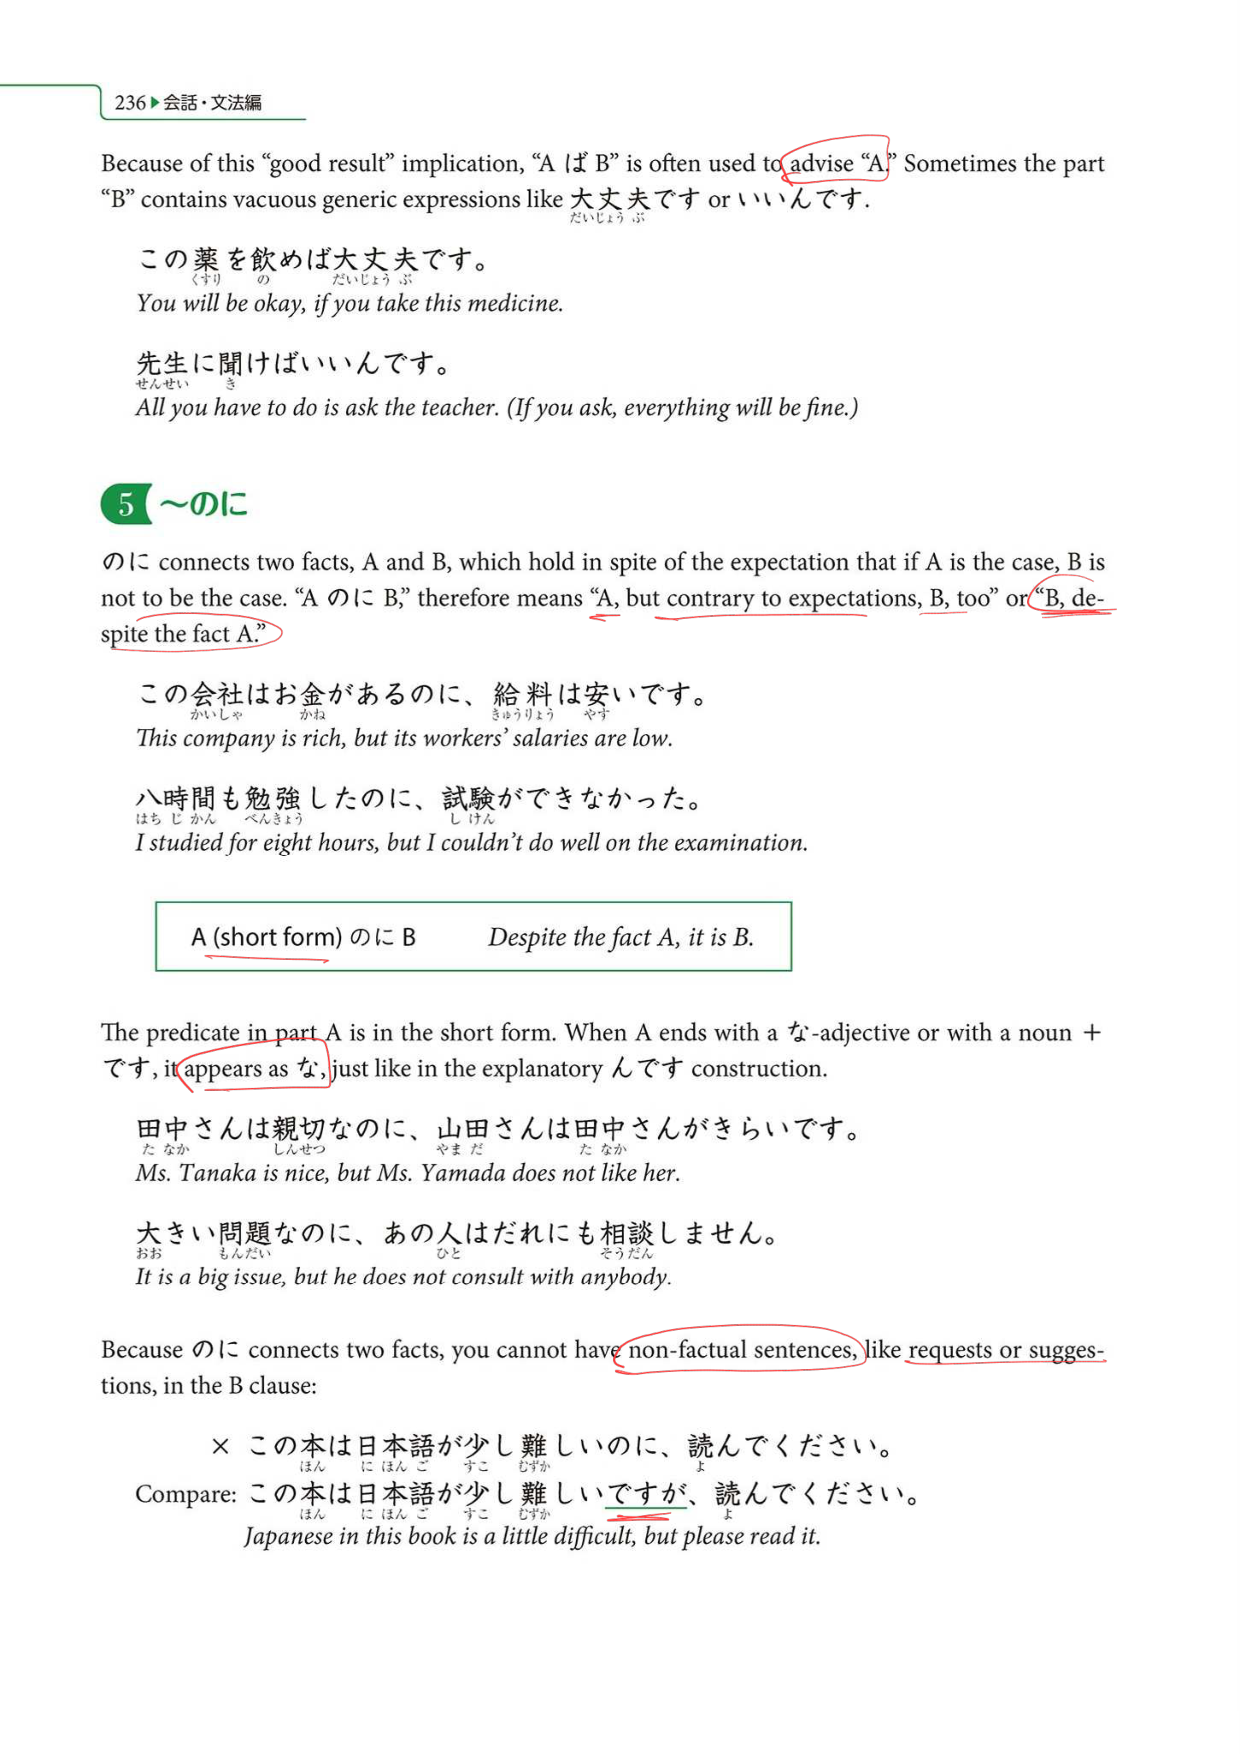 236▶会話・文法編
Because of this “good result” implication, “A ば B” is often used to advise “A.” Sometimes the part
“B” contains vacuous generic expressions like 大丈夫です or いいんです.
だいじょうぶ
この薬を飲めば大丈夫です。
くすり の だいじょうぶ
You will be okay, if you take this medicine.
先生に聞けばいいんです。
せんせい き
All you have to do is ask the teacher. (If you ask, everything will be fine.)
5 〜のに
のに connects two facts, A and B, which hold in spite of the expectation that if A is the case, B is
not to be the case. “A のに B,” therefore means “A, but contrary to expectations, B, too” or “B, de-
spite the fact A.”
この会社はお金があるのに、給料は安いです。
かいしゃ かね きゅうりょう やす
This company is rich, but its workers’ salaries are low.
八時間も勉強したのに、試験ができなかった。
はち じ かん べんきょう し けん
I studied for eight hours, but I couldn’t do well on the examination.
A (short form) のに B Despite the fact A, it is B.
The predicate in part A is in the short form. When A ends with a な-adjective or with a noun +
です, it appears as な, just like in the explanatory んです construction.
田中さんは親切なのに、山田さんは田中さんがきらいです。
た なか しんせつ やま だ た なか
Ms. Tanaka is nice, but Ms. Yamada does not like her.
大きい問題なのに、あの人はだれにも相談しません。
おお もんだい ひと そうだん
It is a big issue, but he does not consult with anybody.
Because のに connects two facts, you cannot have non-factual sentences, like requests or sugges-
tions, in the B clause:
× この本は日本語が少し難しいのに、読んでください。
ほん に ほん ご すこ むずか よ
Compare: この本は日本語が少し難しいですが、読んでください。
ほん に ほん ご すこ むずか よ
Japanese in this book is a little difficult, but please read it.